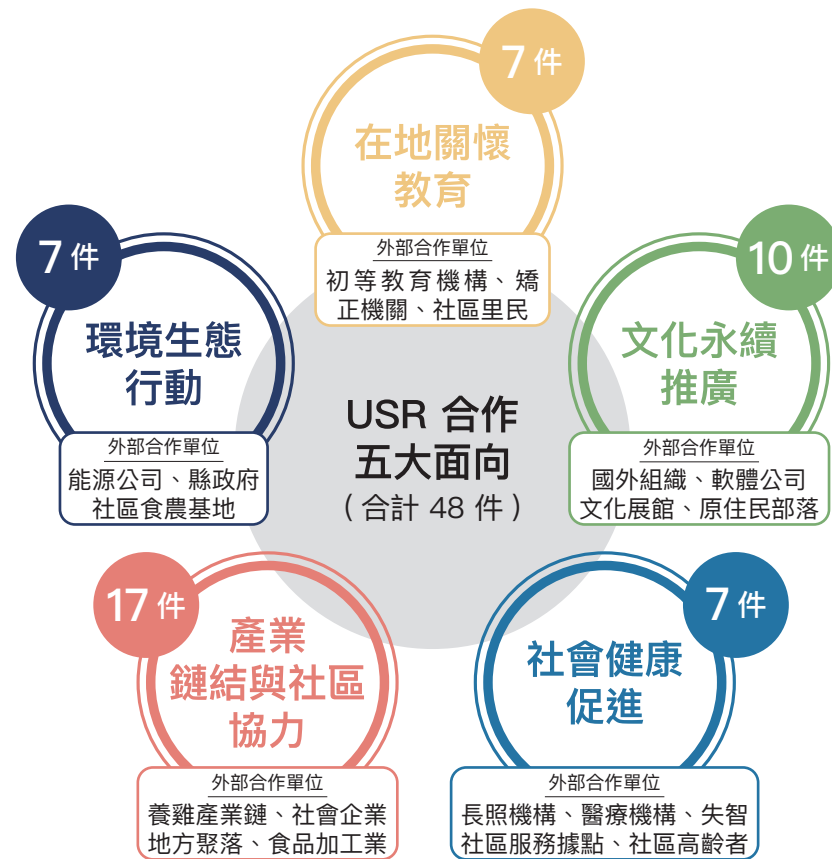 7 件
在地關懷
教育
外部合作單位
初等教育機構、矯
正機關、社區里民
7 件
環境生態
行動
外部合作單位
能源公司、縣政府
社區食農基地
10 件
文化永續
推廣
外部合作單位
國外組織、軟體公司
文化展館、原住民部落
USR 合作
五大面向
（合計 48 件）
17 件
產業
鏈結與社區
協力
外部合作單位
養雞產業鏈、社會企業
地方聚落、食品加工業
7 件
社會健康
促進
外部合作單位
長照機構、醫療機構、失智
社區服務據點、社區高齡者